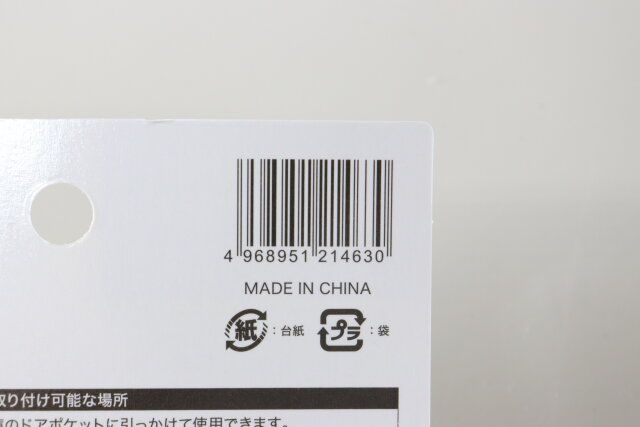 4 968951 214630
MADE IN CHINA
紙 : 台紙 プラ : 袋
取り付け可能な場所
のドアポケットに引っかけて使用できます。